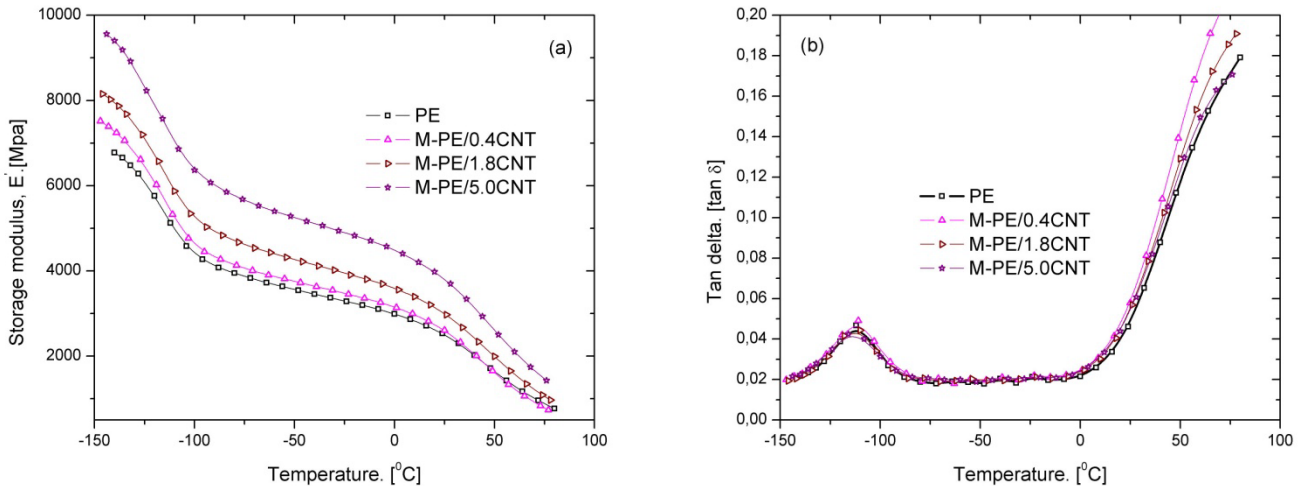 (a)
10000
8000
6000
4000
2000
Storage modulus, E'.[Mpa]
PE
M-PE/0.4CNT
M-PE/1.8CNT
M-PE/5.0CNT
-150 -100 -50 0 50 100
Temperature. [⁰C]
(b)
0,20
0,18
0,16
0,14
0,12
0,10
0,08
0,06
0,04
0,02
0,00
Tan delta. [tan δ]
PE
M-PE/0.4CNT
M-PE/1.8CNT
M-PE/5.0CNT
-150 -100 -50 0 50 100
Temperature. [⁰C]